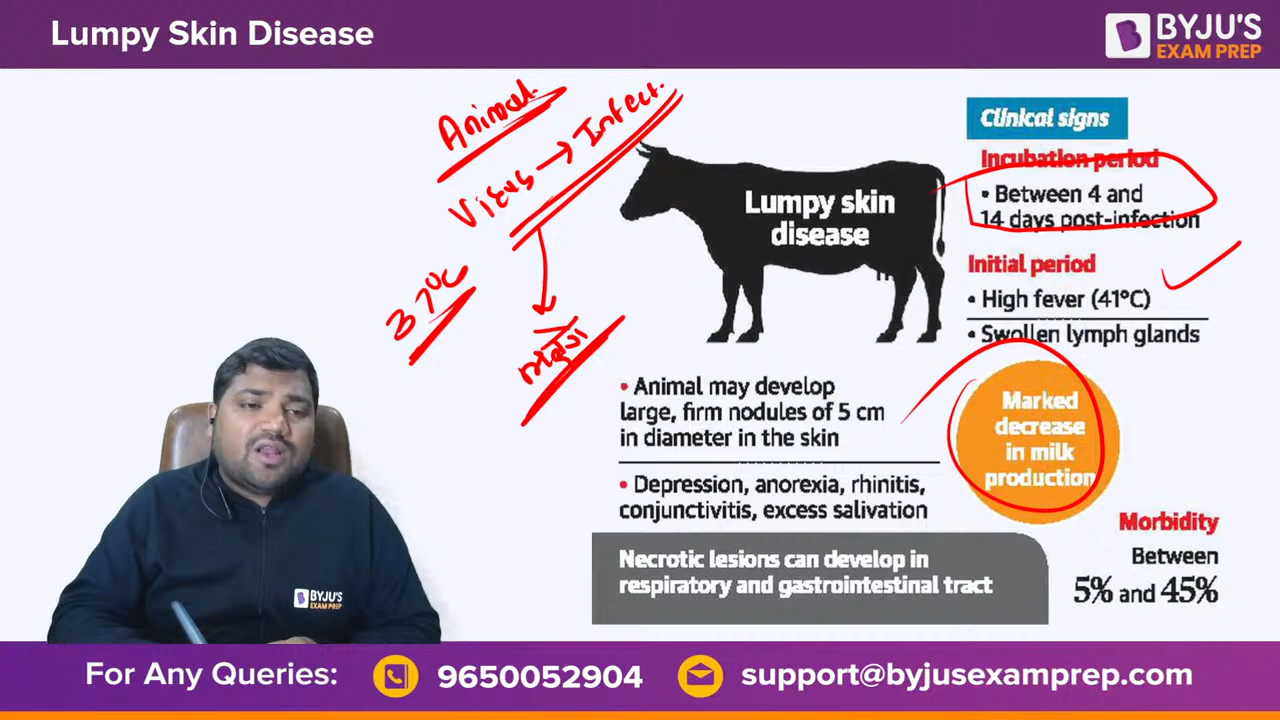 Lumpy Skin Disease
BYJU'S
EXAM PREP
Animal
Virus → Infect.
37°C
Lumpy skin
disease
Clinical signs
Incubation period
• Between 4 and
14 days post-infection
Initial period
• High fever (41°C)
• Swollen lymph glands
• Animal may develop
large, firm nodules of 5 cm
in diameter in the skin
• Depression, anorexia, rhinitis,
conjunctivitis, excess salivation
Marked
decrease
in milk
production
Necrotic lesions can develop in
respiratory and gastrointestinal tract
Morbidity
Between
5% and 45%
BYJU'S
EXAM PREP
For Any Queries:
9650052904
support@byjusexamprep.com